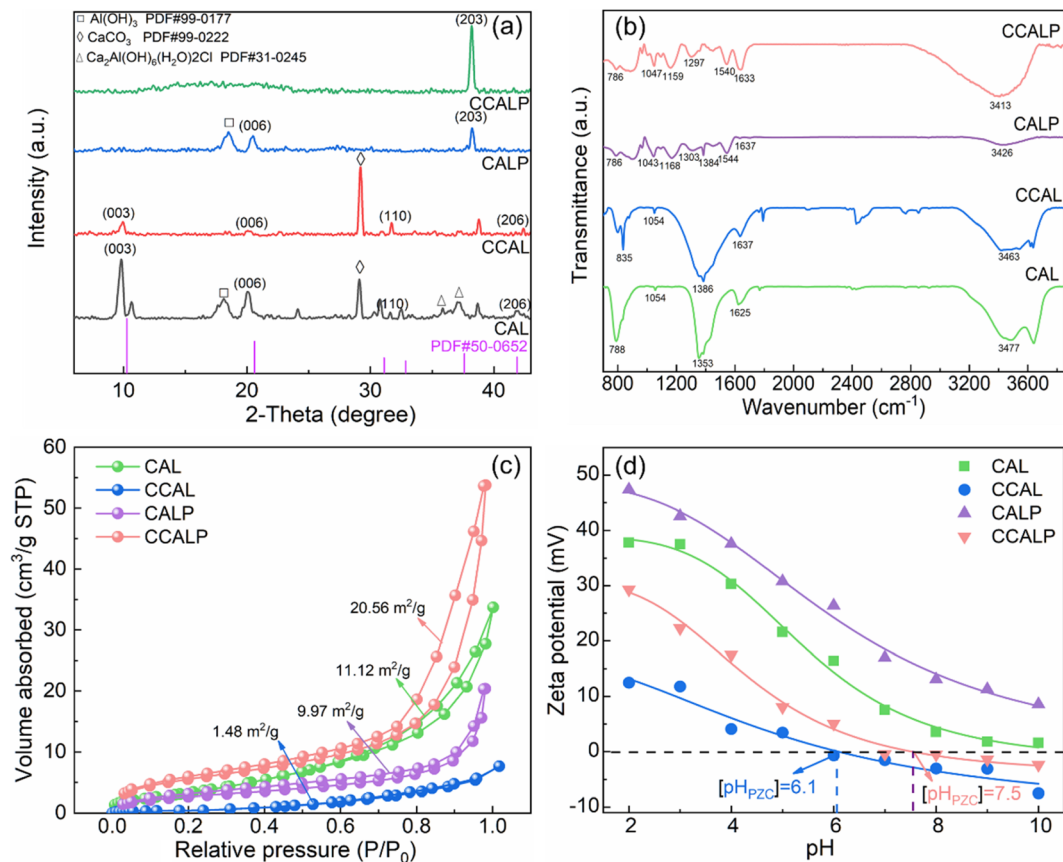 (a)
□ Al(OH)₃ PDF#99-0177
◊ CaCO₃ PDF#99-0222
△ Ca₂Al(OH)₆(H₂O)2Cl PDF#31-0245
(203)
CCALP
□
(006)
(203)
CALP
◊
(003)
(006)
(110)
(206)
CCAL
(003)
□
(006)
◊
(110)
△
△
(206)
CAL
PDF#50-0652
10 20 30 40
2-Theta (degree)
Intensity (a.u.)
(b)
CCALP
786 1047 1159 1297 1540 1633 3413
CALP
786 1043 1168 1303 1384 1544 1637 3426
CCAL
835 1054 1386 1637 3463
CAL
788 1054 1353 1625 3477
800 1200 1600 2000 2400 2800 3200 3600
Wavenumber (cm⁻¹)
Transmittance (a.u.)
(c)
CAL
CCAL
CALP
CCALP
20.56 m²/g
11.12 m²/g
9.97 m²/g
1.48 m²/g
60
50
40
30
20
10
0
0.0 0.2 0.4 0.6 0.8 1.0
Relative pressure (P/P₀)
Volume absorbed (cm³/g STP)
(d)
CAL
CCAL
CALP
CCALP
[pH_PZC]=6.1
[pH_PZC]=7.5
50
40
30
20
10
0
-10
2 4 6 8 10
pH
Zeta potential (mV)